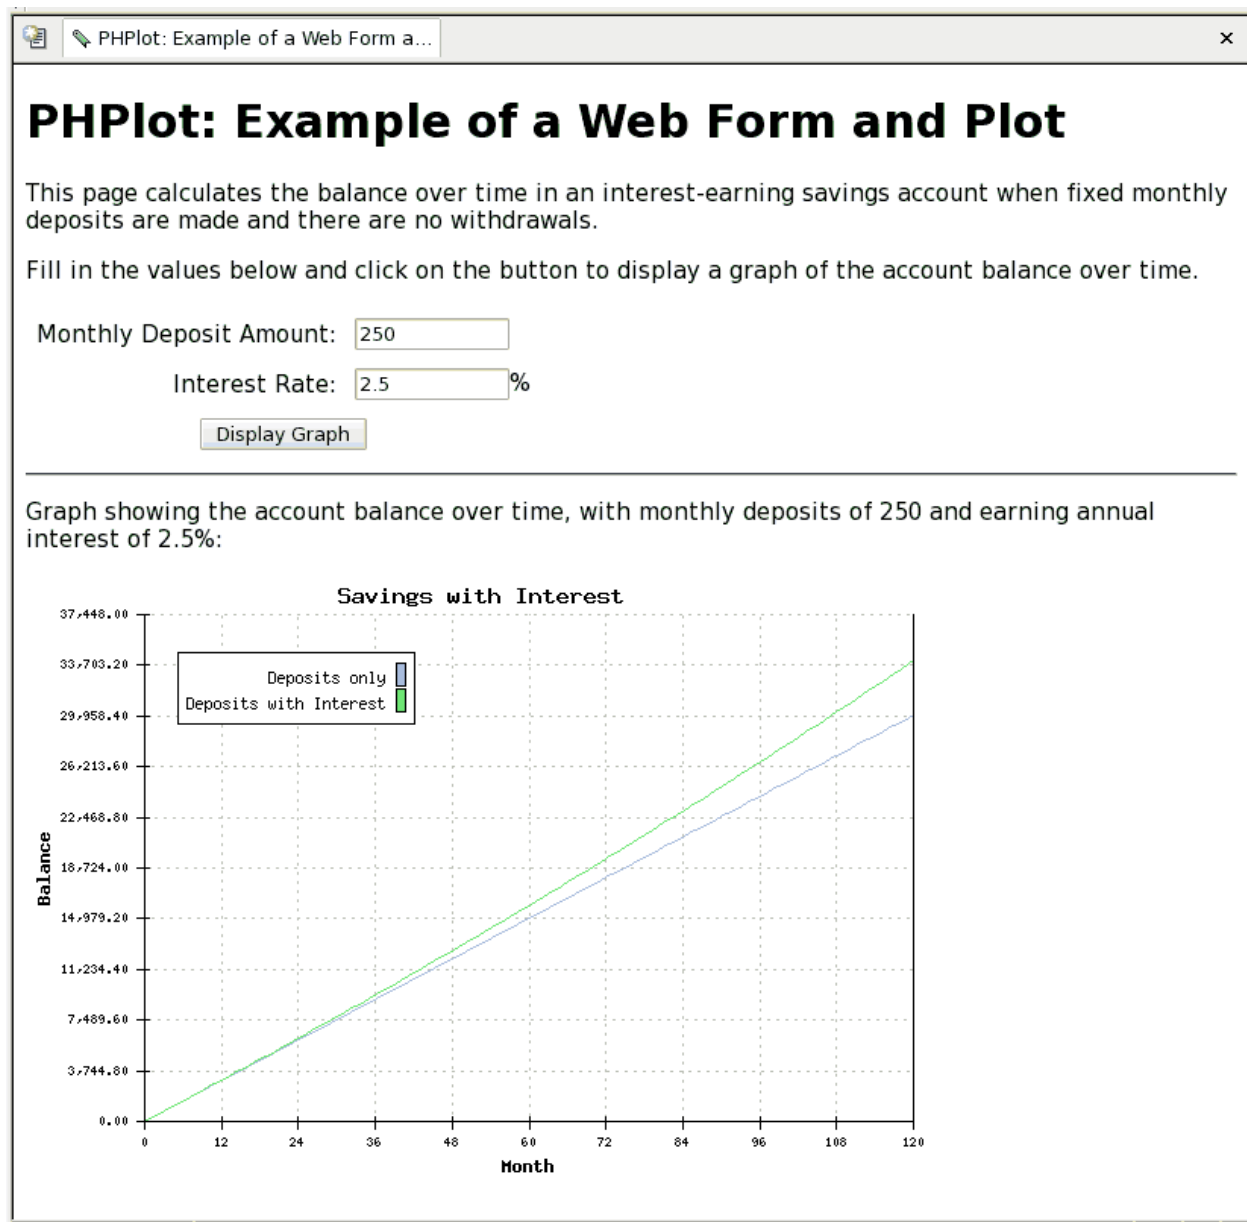 PHPlot: Example of a Web Form a...
PHPlot: Example of a Web Form and Plot
This page calculates the balance over time in an interest-earning savings account when fixed monthly
deposits are made and there are no withdrawals.
Fill in the values below and click on the button to display a graph of the account balance over time.
Monthly Deposit Amount: 250
Interest Rate: 2.5 %
Display Graph
Graph showing the account balance over time, with monthly deposits of 250 and earning annual
interest of 2.5%:
Savings with Interest
37,448.00
33,703.20
29,958.40
26,213.60
22,468.80
18,724.00
14,979.20
11,234.40
7,489.60
3,744.80
0.00
Balance
Deposits only
Deposits with Interest
0 12 24 36 48 60 72 84 96 108 120
Month